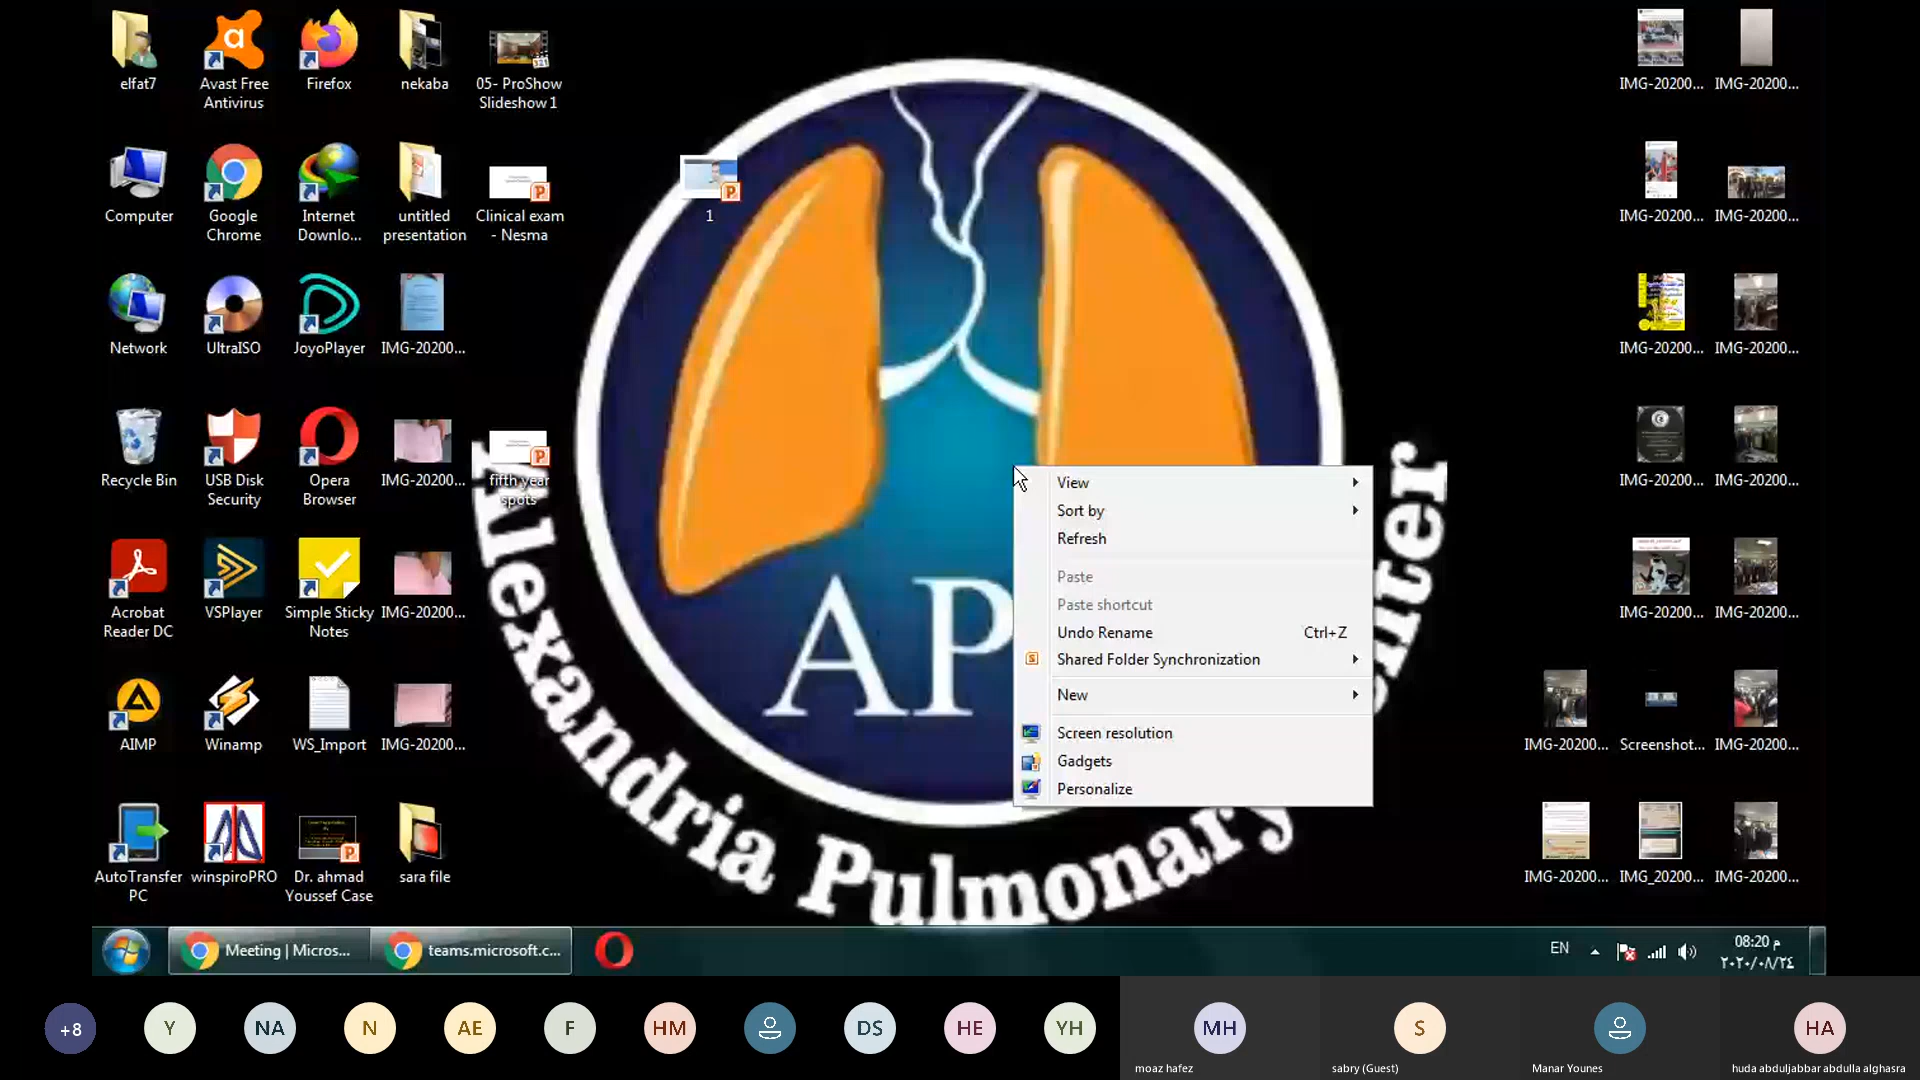 elfat7
Avast Free
Antivirus
Firefox
nekaba
05- ProShow
Slideshow 1
IMG-20200...
IMG-20200...
Computer
Google
Chrome
Internet
Downlo...
untitled
presentation
Clinical exam
- Nesma
1
IMG-20200...
IMG-20200...
Network
UltraISO
JoyoPlayer
IMG-20200...
IMG-20200...
IMG-20200...
Recycle Bin
USB Disk
Security
Opera
Browser
IMG-20200...
fifth year
spots
IMG-20200...
IMG-20200...
Acrobat
Reader DC
VSPlayer
Simple Sticky
Notes
IMG-20200...
IMG-20200...
IMG-20200...
AIMP
Winamp
WS_Import
IMG-20200...
IMG-20200...
Screenshot...
IMG-20200...
AutoTransfer
PC
winspiroPRO
Dr. ahmad
Youssef Case
sara file
IMG-20200...
IMG_2020...
IMG-20200...
AP
Alexandria Pulmonary
enter
View
Sort by
Refresh
Paste
Paste shortcut
Undo Rename Ctrl+Z
Shared Folder Synchronization
New
Screen resolution
Gadgets
Personalize
Meeting | Micros...
teams.microsoft.c...
EN
08:20 م
٢٠٢٠/٠٨/٢٤
+8
Y
NA
N
AE
F
HM
DS
HE
YH
MH
moaz hafez
S
sabry (Guest)
Manar Younes
HA
huda abduljabbar abdulla alghasra